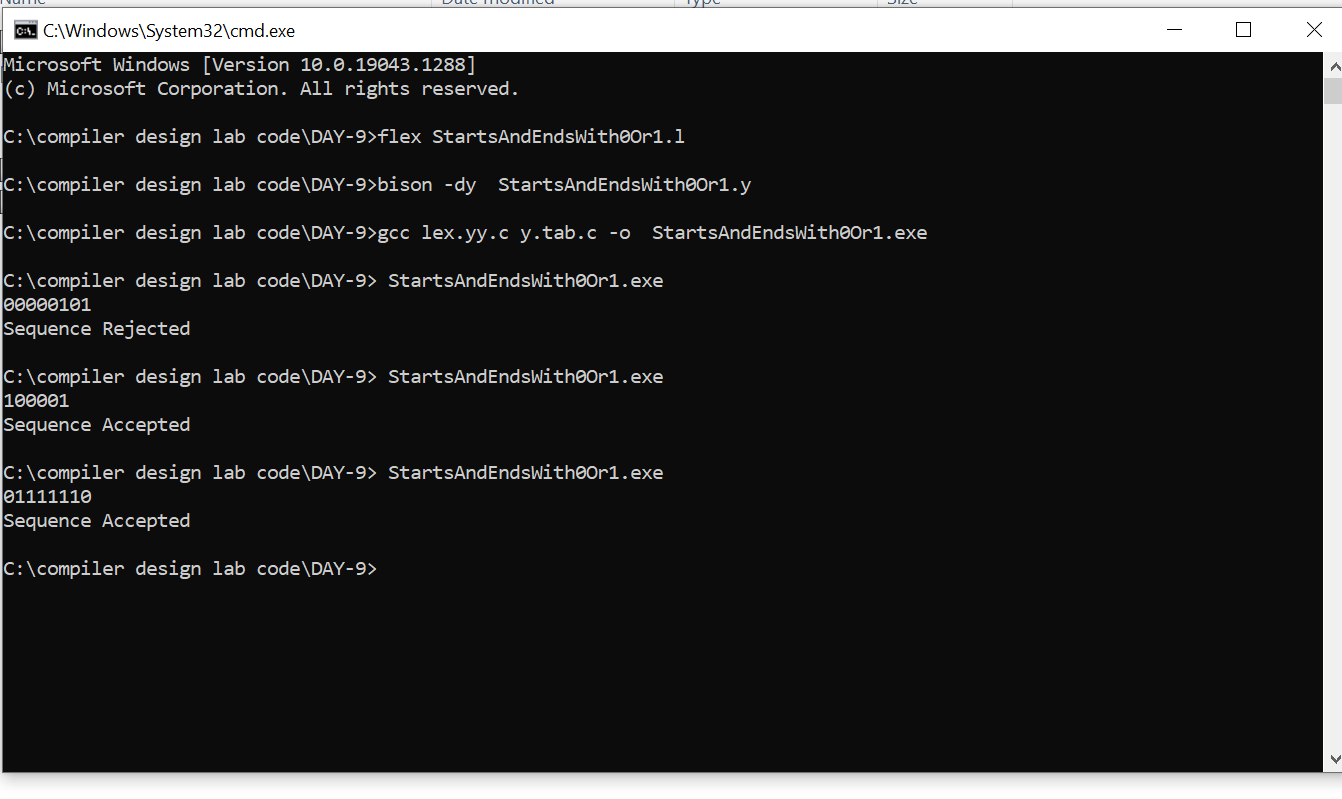 Name Date modified Type Size
C:\Windows\System32\cmd.exe
Microsoft Windows [Version 10.0.19043.1288]
(c) Microsoft Corporation. All rights reserved.
C:\compiler design lab code\DAY-9>flex StartsAndEndsWith0Or1.l
C:\compiler design lab code\DAY-9>bison -dy  StartsAndEndsWith0Or1.y
C:\compiler design lab code\DAY-9>gcc lex.yy.c y.tab.c -o  StartsAndEndsWith0Or1.exe
C:\compiler design lab code\DAY-9> StartsAndEndsWith0Or1.exe
00000101
Sequence Rejected
C:\compiler design lab code\DAY-9> StartsAndEndsWith0Or1.exe
100001
Sequence Accepted
C:\compiler design lab code\DAY-9> StartsAndEndsWith0Or1.exe
01111110
Sequence Accepted
C:\compiler design lab code\DAY-9>